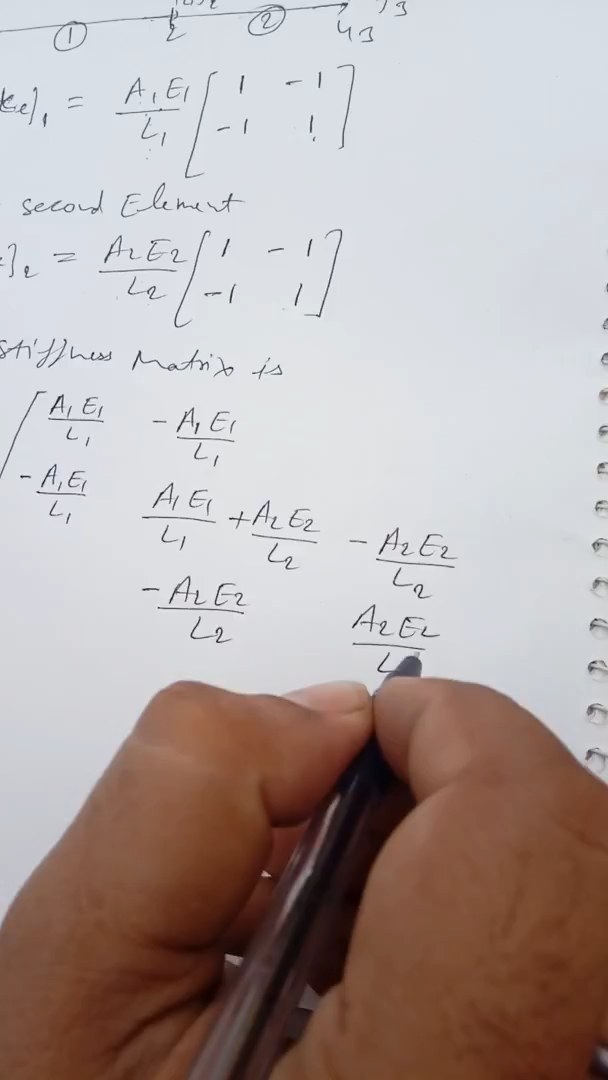 ① 2 ② u3
]₁ = A₁E₁/L₁ [ 1 -1
-1 1 ]
second Element
]₂ = A₂E₂/L₂ [ 1 -1
-1 1 ]
stiffness Matrix is
[ A₁E₁/L₁ -A₁E₁/L₁
-A₁E₁/L₁ A₁E₁/L₁ + A₂E₂/L₂ -A₂E₂/L₂
-A₂E₂/L₂ A₂E₂/L